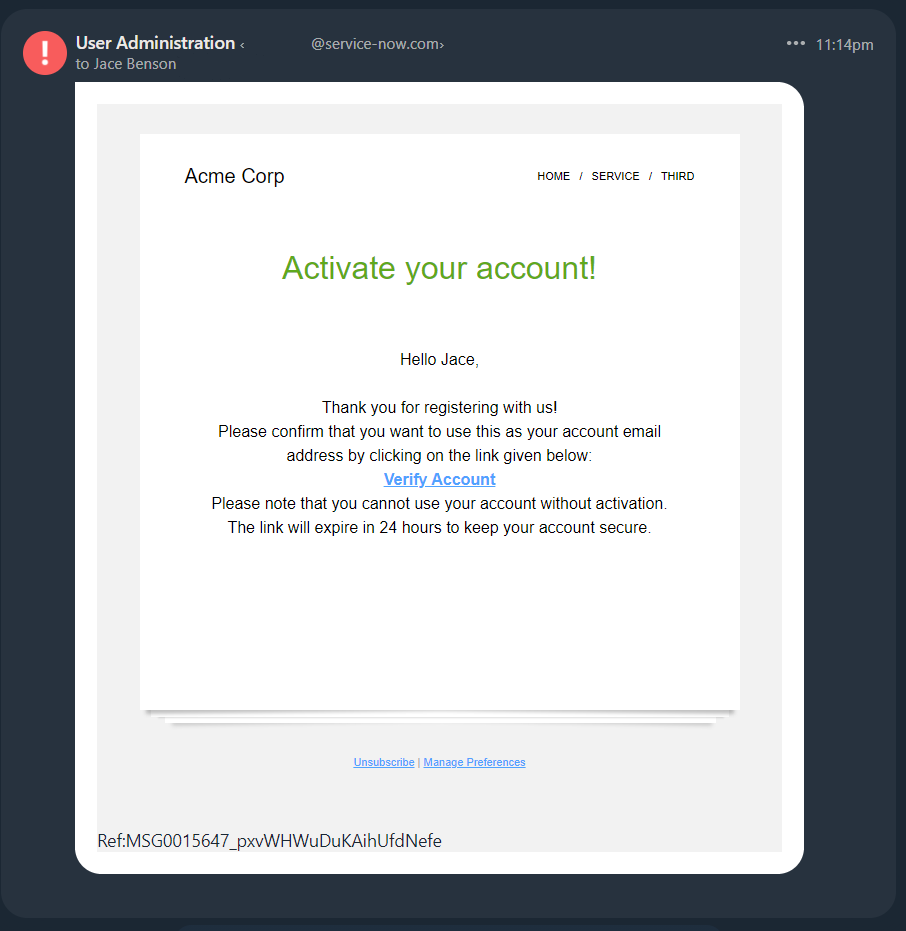 User Administration ‹ @service-now.com› ••• 11:14pm
to Jace Benson
Acme Corp HOME / SERVICE / THIRD
Activate your account!
Hello Jace,
Thank you for registering with us!
Please confirm that you want to use this as your account email
address by clicking on the link given below:
Verify Account
Please note that you cannot use your account without activation.
The link will expire in 24 hours to keep your account secure.
Unsubscribe | Manage Preferences
Ref:MSG0015647_pxvWHWuDuKAihUfdNefe